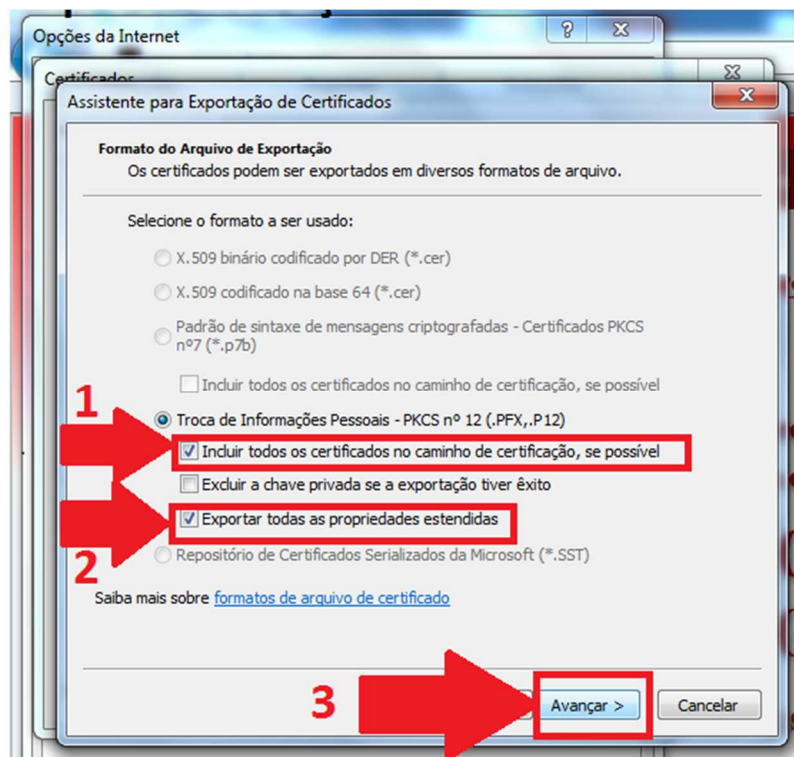 Opções da Internet
Certificados
Assistente para Exportação de Certificados
Formato do Arquivo de Exportação
Os certificados podem ser exportados em diversos formatos de arquivo.
Selecione o formato a ser usado:
X.509 binário codificado por DER (*.cer)
X.509 codificado na base 64 (*.cer)
Padrão de sintaxe de mensagens criptografadas - Certificados PKCS
nº7 (*.p7b)
Incluir todos os certificados no caminho de certificação, se possível
1
Troca de Informações Pessoais - PKCS nº 12 (.PFX,.P12)
Incluir todos os certificados no caminho de certificação, se possível
Excluir a chave privada se a exportação tiver êxito
Exportar todas as propriedades estendidas
2
Repositório de Certificados Serializados da Microsoft (*.SST)
Saiba mais sobre formatos de arquivo de certificado
3
Avançar >
Cancelar